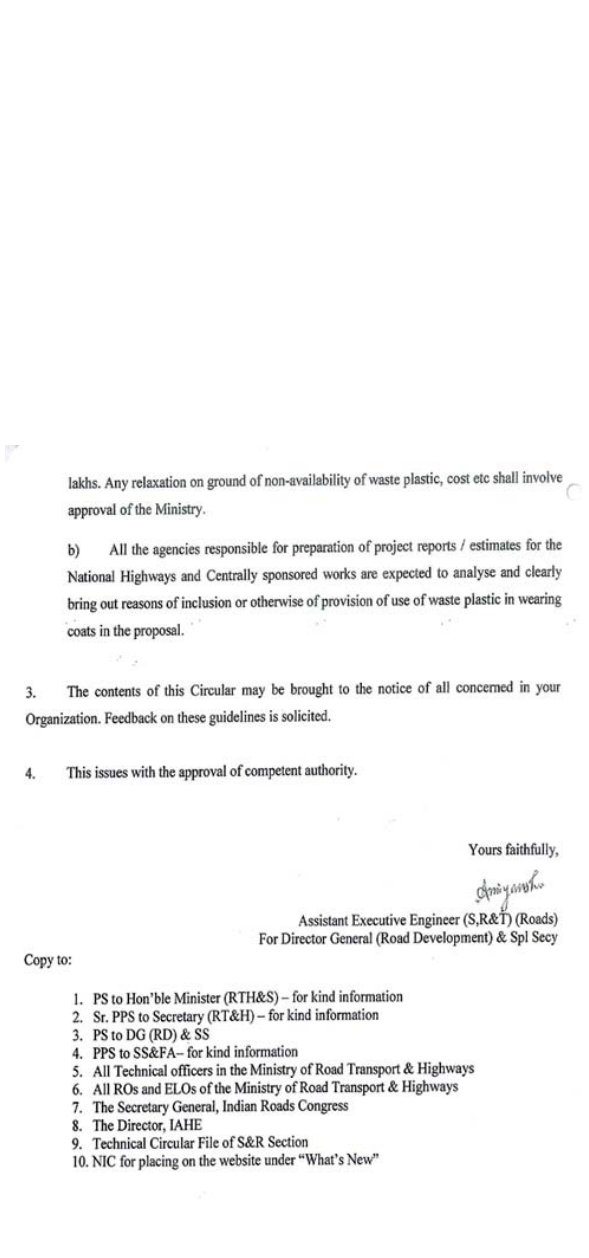 lakhs. Any relaxation on ground of non-availability of waste plastic, cost etc shall involve
approval of the Ministry.
b) All the agencies responsible for preparation of project reports / estimates for the
National Highways and Centrally sponsored works are expected to analyse and clearly
bring out reasons of inclusion or otherwise of provision of use of waste plastic in wearing
coats in the proposal.
3. The contents of this Circular may be brought to the notice of all concerned in your
Organization. Feedback on these guidelines is solicited.
4. This issues with the approval of competent authority.
Yours faithfully,
Assistant Executive Engineer (S,R&T) (Roads)
For Director General (Road Development) & Spl Secy
Copy to:
1. PS to Hon'ble Minister (RTH&S) – for kind information
2. Sr. PPS to Secretary (RT&H) – for kind information
3. PS to DG (RD) & SS
4. PPS to SS&FA– for kind information
5. All Technical officers in the Ministry of Road Transport & Highways
6. All ROs and ELOs of the Ministry of Road Transport & Highways
7. The Secretary General, Indian Roads Congress
8. The Director, IAHE
9. Technical Circular File of S&R Section
10. NIC for placing on the website under “What's New”